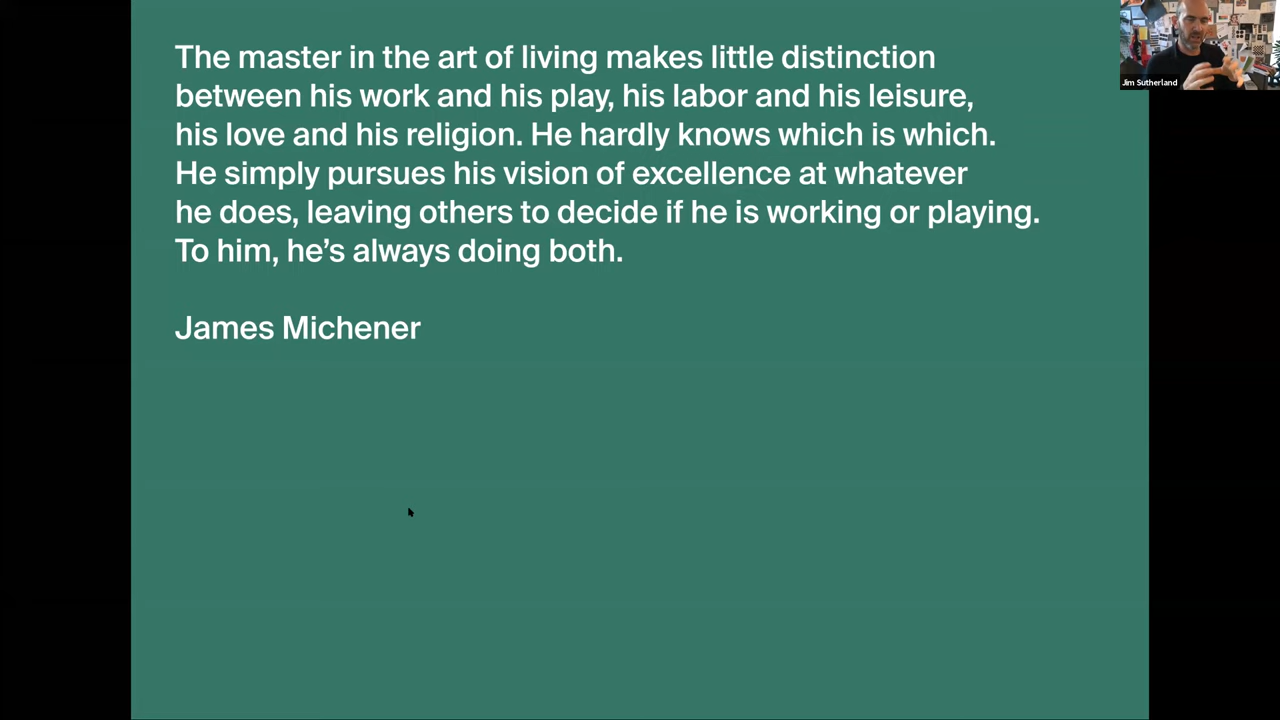 The master in the art of living makes little distinction
between his work and his play, his labor and his leisure,
his love and his religion. He hardly knows which is which.
He simply pursues his vision of excellence at whatever
he does, leaving others to decide if he is working or playing.
To him, he’s always doing both.
James Michener
Jim Sutherland